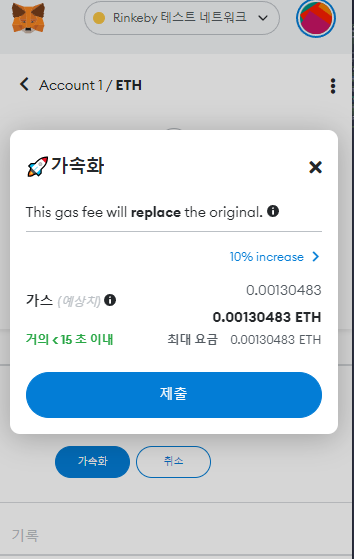 Rinkeby 테스트 네트워크
Account 1 / ETH
가속화
This gas fee will replace the original.
10% increase
가스 (예상치)
0.00130483
0.00130483 ETH
거의 < 15 초 이내
최대 요금 0.00130483 ETH
제출
가속화
취소
기록